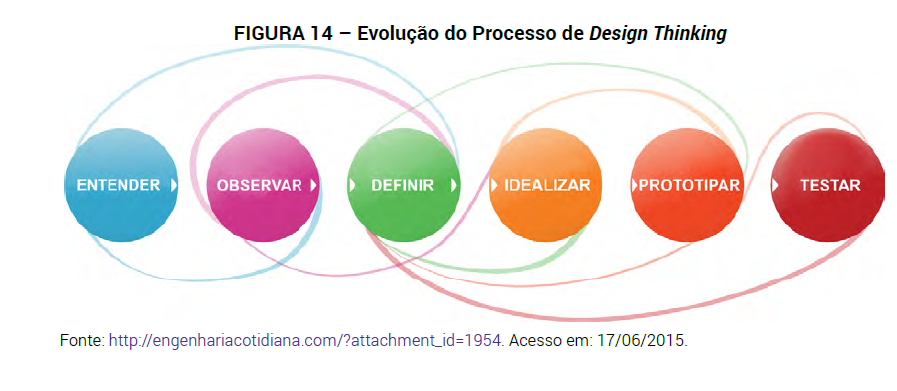 FIGURA 14 – Evolução do Processo de Design Thinking
ENTENDER
OBSERVAR
DEFINIR
IDEALIZAR
PROTOTIPAR
TESTAR
Fonte: http://engenhariacotidiana.com/?attachment_id=1954. Acesso em: 17/06/2015.